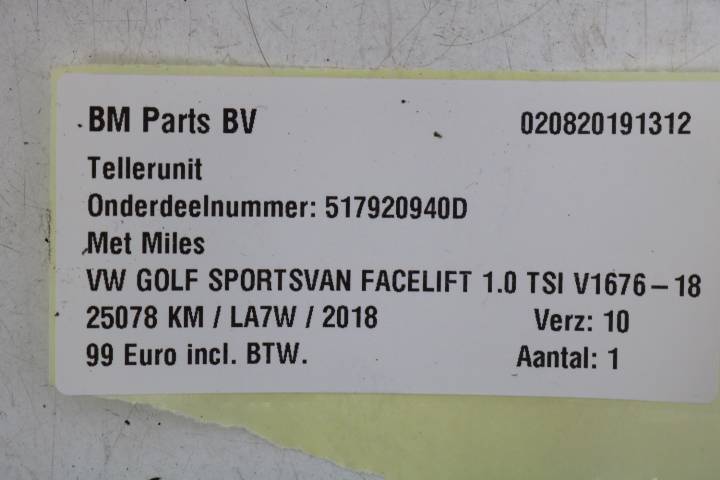 BM Parts BV 020820191312
Tellerunit
Onderdeelnummer: 517920940D
Met Miles
VW GOLF SPORTSVAN FACELIFT 1.0 TSI V1676-18
25078 KM / LA7W / 2018 Verz: 10
99 Euro incl. BTW. Aantal: 1